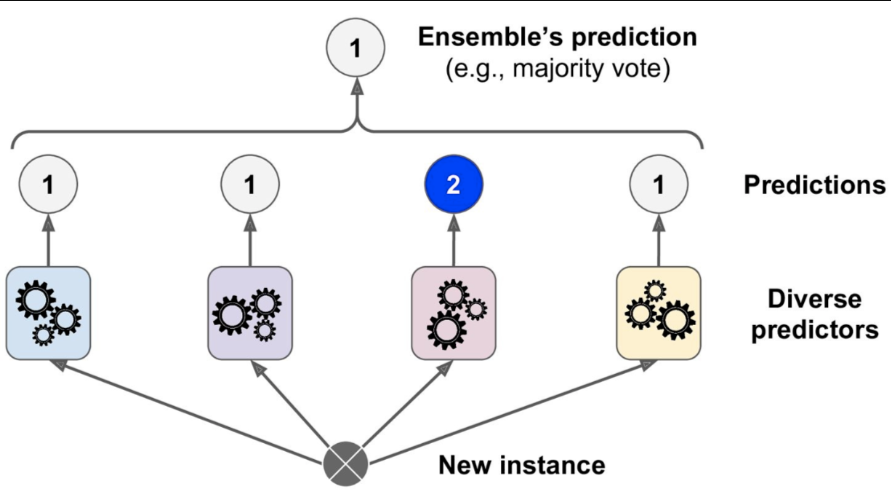 1
Ensemble's prediction
(e.g., majority vote)
1 1 2 1 Predictions
Diverse
predictors
New instance